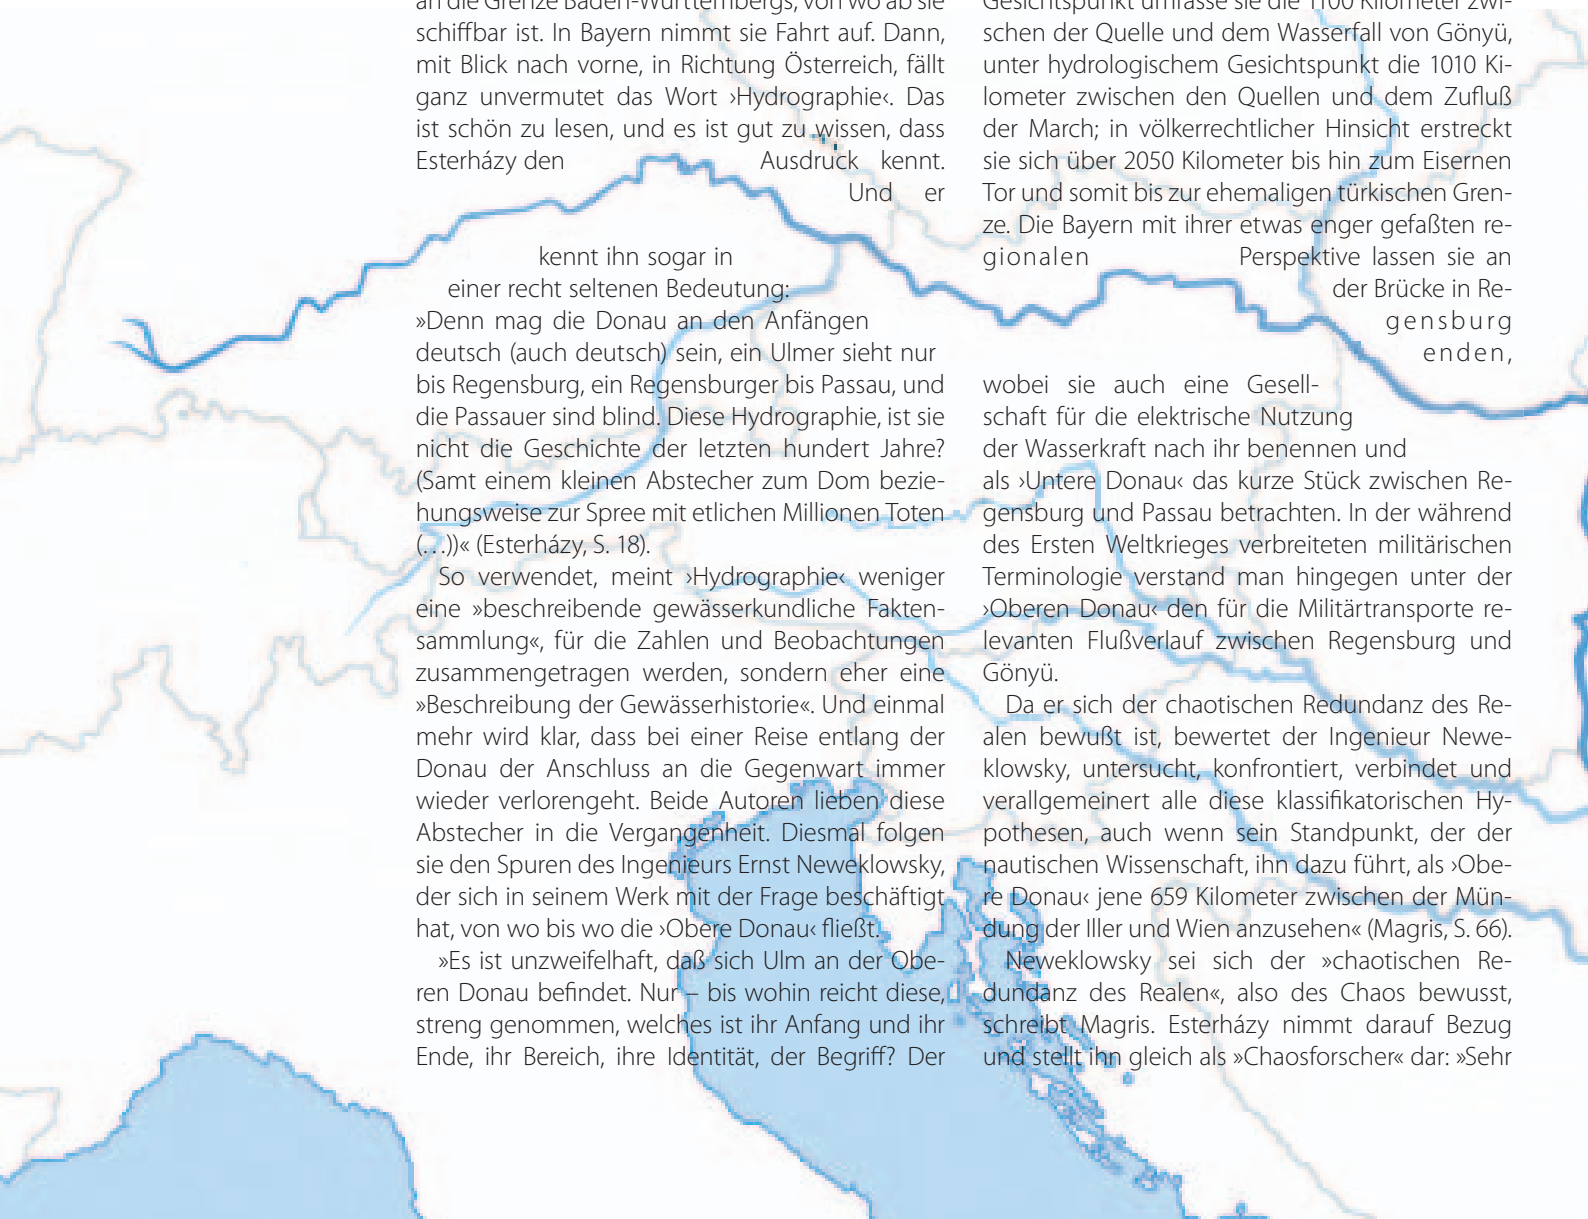 an die Grenze Baden-Württembergs, von wo ab sie
schiffbar ist. In Bayern nimmt sie Fahrt auf. Dann,
mit Blick nach vorne, in Richtung Österreich, fällt
ganz unvermutet das Wort ›Hydrographie‹. Das
ist schön zu lesen, und es ist gut zu wissen, dass
Esterházy den Ausdruck kennt.
Und er
kennt ihn sogar in
einer recht seltenen Bedeutung:
»Denn mag die Donau an den Anfängen
deutsch (auch deutsch) sein, ein Ulmer sieht nur
bis Regensburg, ein Regensburger bis Passau, und
die Passauer sind blind. Diese Hydrographie, ist sie
nicht die Geschichte der letzten hundert Jahre?
(Samt einem kleinen Abstecher zum Dom bezie-
hungsweise zur Spree mit etlichen Millionen Toten
(…))« (Esterházy, S. 18).
So verwendet, meint ›Hydrographie‹ weniger
eine »beschreibende gewässerkundliche Fakten-
sammlung«, für die Zahlen und Beobachtungen
zusammengetragen werden, sondern eher eine
»Beschreibung der Gewässerhistorie«. Und einmal
mehr wird klar, dass bei einer Reise entlang der
Donau der Anschluss an die Gegenwart immer
wieder verlorengeht. Beide Autoren lieben diese
Abstecher in die Vergangenheit. Diesmal folgen
sie den Spuren des Ingenieurs Ernst Neweklowsky,
der sich in seinem Werk mit der Frage beschäftigt
hat, von wo bis wo die ›Obere Donau‹ fließt.
»Es ist unzweifelhaft, daß sich Ulm an der Obe-
ren Donau befindet. Nur – bis wohin reicht diese,
streng genommen, welches ist ihr Anfang und ihr
Ende, ihr Bereich, ihre Identität, der Begriff? Der
Gesichtspunkt umfasse sie die 1100 Kilometer zwi-
schen der Quelle und dem Wasserfall von Gönyü,
unter hydrologischem Gesichtspunkt die 1010 Ki-
lometer zwischen den Quellen und dem Zufluß
der March; in völkerrechtlicher Hinsicht erstreckt
sie sich über 2050 Kilometer bis hin zum Eisernen
Tor und somit bis zur ehemaligen türkischen Gren-
ze. Die Bayern mit ihrer etwas enger gefaßten re-
gionalen Perspektive lassen sie an
der Brücke in Re-
gensburg
enden,
wobei sie auch eine Gesell-
schaft für die elektrische Nutzung
der Wasserkraft nach ihr benennen und
als ›Untere Donau‹ das kurze Stück zwischen Re-
gensburg und Passau betrachten. In der während
des Ersten Weltkrieges verbreiteten militärischen
Terminologie verstand man hingegen unter der
›Oberen Donau‹ den für die Militärtransporte re-
levanten Flußverlauf zwischen Regensburg und
Gönyü.
Da er sich der chaotischen Redundanz des Re-
alen bewußt ist, bewertet der Ingenieur Newe-
klowsky, untersucht, konfrontiert, verbindet und
verallgemeinert alle diese klassifikatorischen Hy-
pothesen, auch wenn sein Standpunkt, der der
nautischen Wissenschaft, ihn dazu führt, als ›Obe-
re Donau‹ jene 659 Kilometer zwischen der Mün-
dung der Iller und Wien anzusehen« (Magris, S. 66).
Neweklowsky sei sich der »chaotischen Re-
dundanz des Realen«, also des Chaos bewusst,
schreibt Magris. Esterházy nimmt darauf Bezug
und stellt ihn gleich als »Chaosforscher« dar: »Sehr